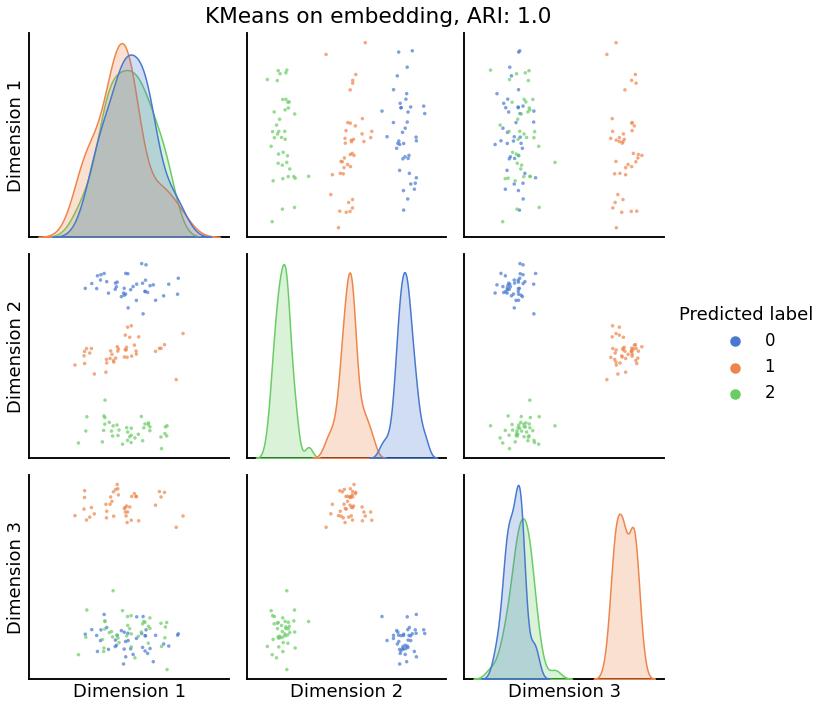 KMeans on embedding, ARI: 1.0
Dimension 1
Dimension 2
Dimension 3
Predicted label
0
1
2
Dimension 1
Dimension 2
Dimension 3